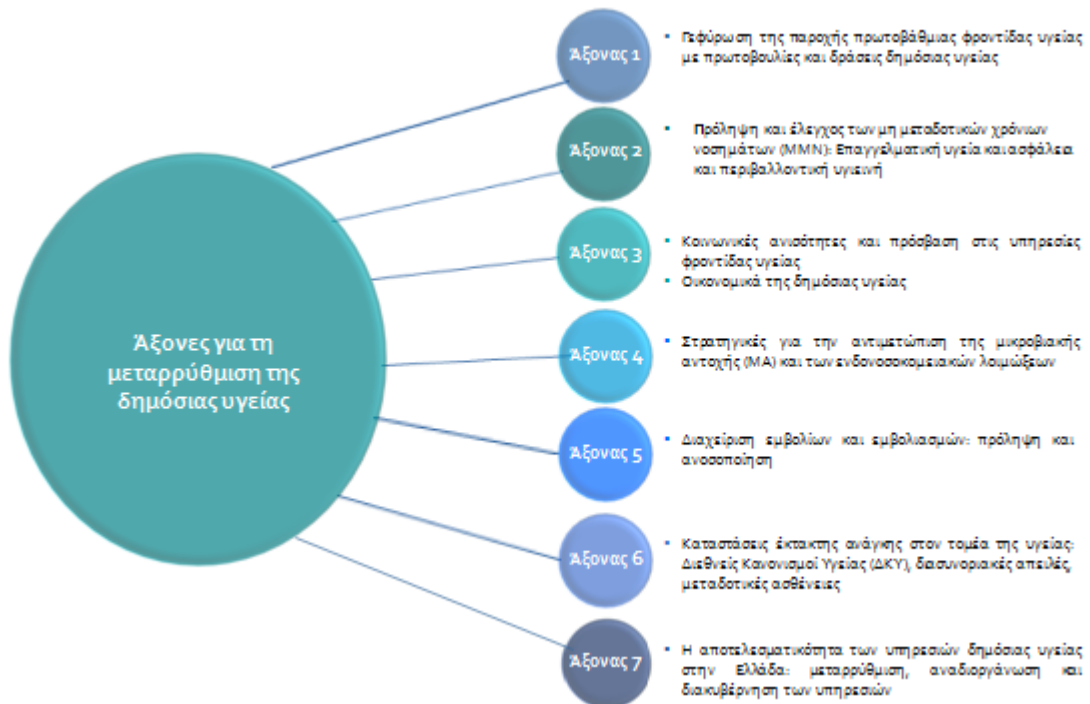 Άξονες για τη
μεταρρύθμιση της
δημόσιας υγείας
Άξονας 1
▪ Γεφύρωση της παροχής πρωτοβάθμιας φροντίδας υγείας
με πρωτοβουλίες και δράσεις δημόσιας υγείας
Άξονας 2
▪ Πρόληψη και έλεγχος των μη μεταδοτικών χρόνιων
νοσημάτων (ΜΜΝ): Επαγγελματική υγεία και ασφάλεια
και περιβαλλοντική υγιεινή
Άξονας 3
▪ Κοινωνικές ανισότητες και πρόσβαση στις υπηρεσίες
φροντίδας υγείας
▪ Οικονομικά της δημόσιας υγείας
Άξονας 4
▪ Στρατηγικές για την αντιμετώπιση της μικροβιακής
αντοχής (ΜΑ) και των ενδονοσοκομειακών λοιμώξεων
Άξονας 5
▪ Διαχείριση εμβολίων και εμβολιασμών: πρόληψη και
ανοσοποίηση
Άξονας 6
▪ Καταστάσεις έκτακτης ανάγκης στον τομέα της υγείας:
Διεθνείς Κανονισμοί Υγείας (ΔΚΥ), διασυνοριακές απειλές,
μεταδοτικές ασθένειες
Άξονας 7
▪ Η αποτελεσματικότητα των υπηρεσιών δημόσιας υγείας
στην Ελλάδα: μεταρρύθμιση, αναδιοργάνωση και
διακυβέρνηση των υπηρεσιών